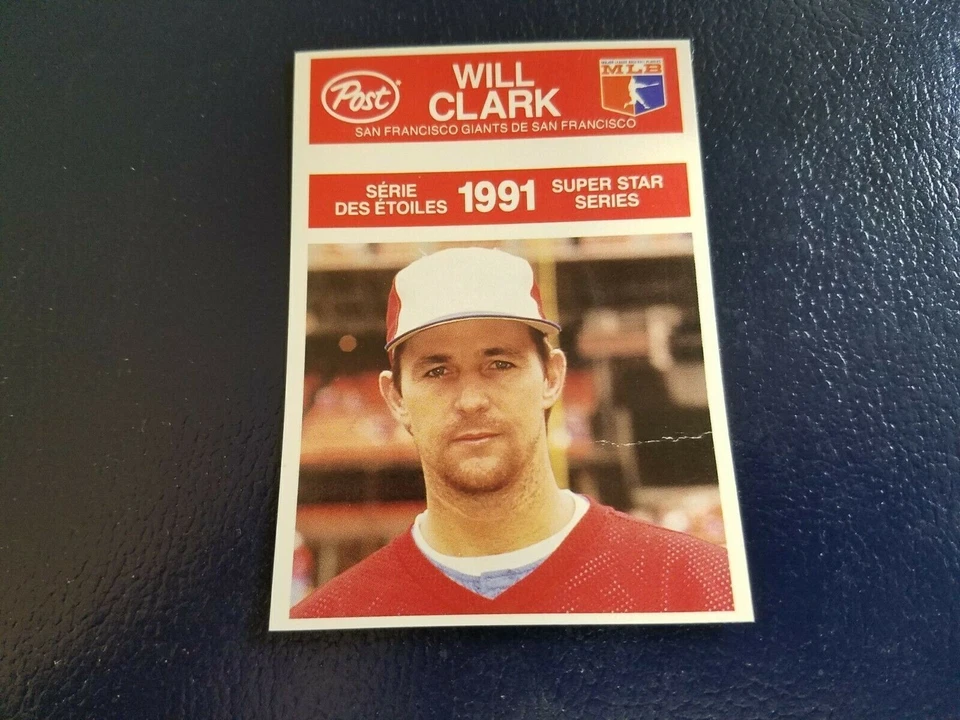 Post
WILL
CLARK
MLB
SAN FRANCISCO GIANTS DE SAN FRANCISCO
SÉRIE
DES ÉTOILES
1991
SUPER STAR
SERIES